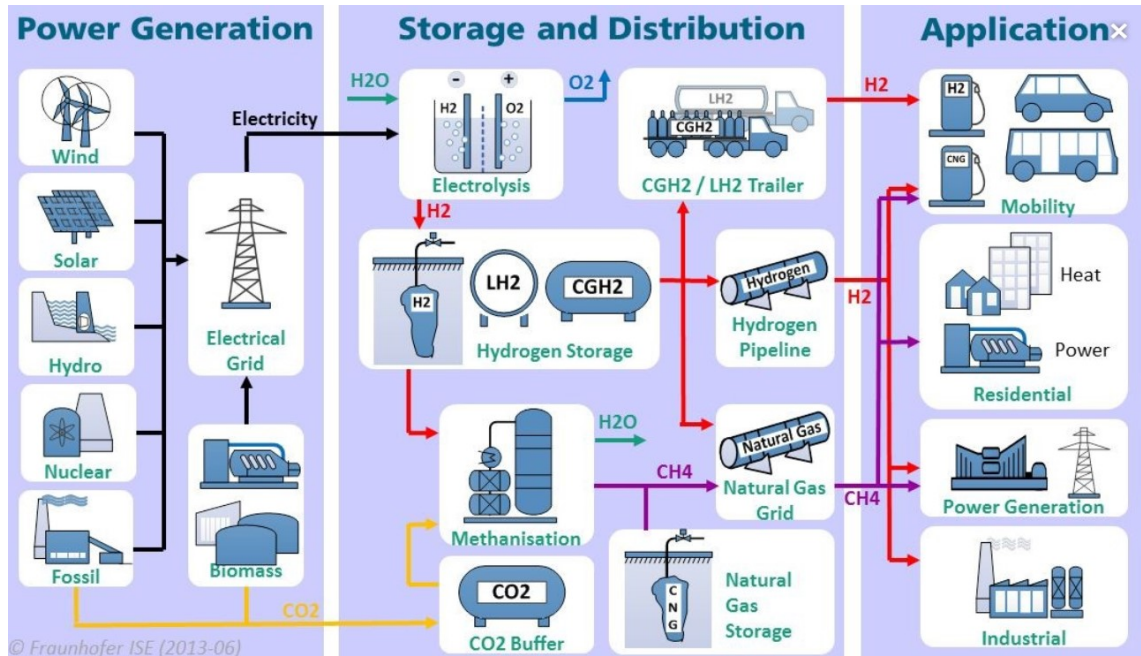 Power Generation
Wind
Solar
Hydro
Nuclear
Fossil
Electricity
Electrical
Grid
Biomass
CO2
© Fraunhofer ISE (2013-06)
Storage and Distribution
H2O
- +
H2 O2
Electrolysis
O2
LH2
CGH2
CGH2 / LH2 Trailer
H2
H2
LH2
CGH2
Hydrogen Storage
Hydrogen
Hydrogen
Pipeline
H2
H2O
Methanisation
CH4
Natural Gas
Natural Gas
Grid
CH4
CO2
CO2 Buffer
C
N
G
Natural
Gas
Storage
Application
×
H2
H2
CNG
Mobility
Heat
Power
Residential
Power Generation
Industrial